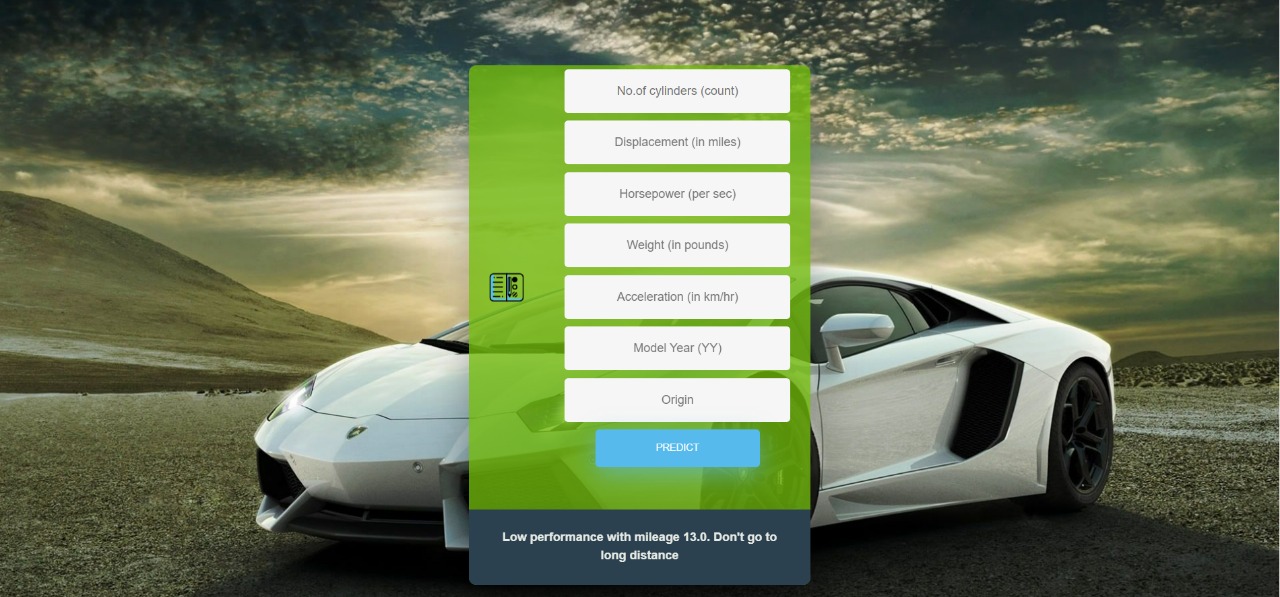 No.of cylinders (count)
Displacement (in miles)
Horsepower (per sec)
Weight (in pounds)
Acceleration (in km/hr)
Model Year (YY)
Origin
PREDICT
Low performance with mileage 13.0. Don't go to
long distance